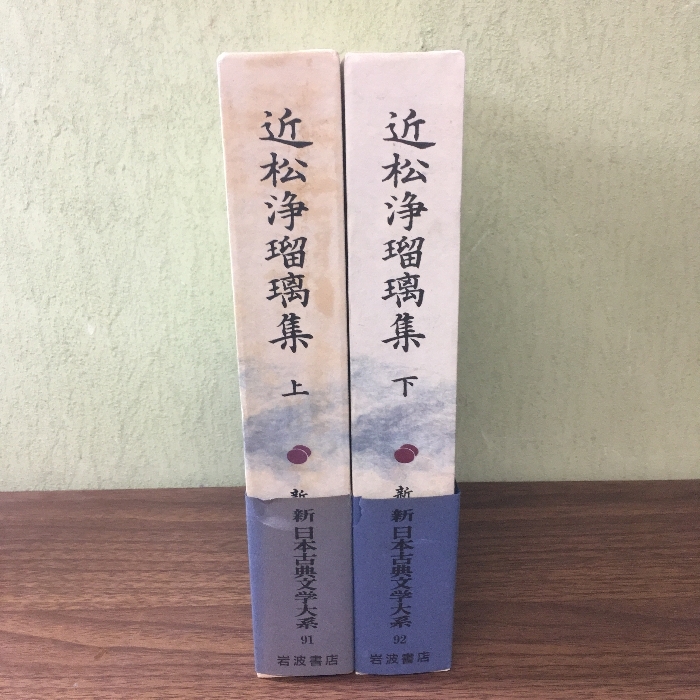 近松浄瑠璃集
上
新
新日本古典文学大系
91
岩波書店
近松浄瑠璃集
下
新
新日本古典文学大系
92
岩波書店